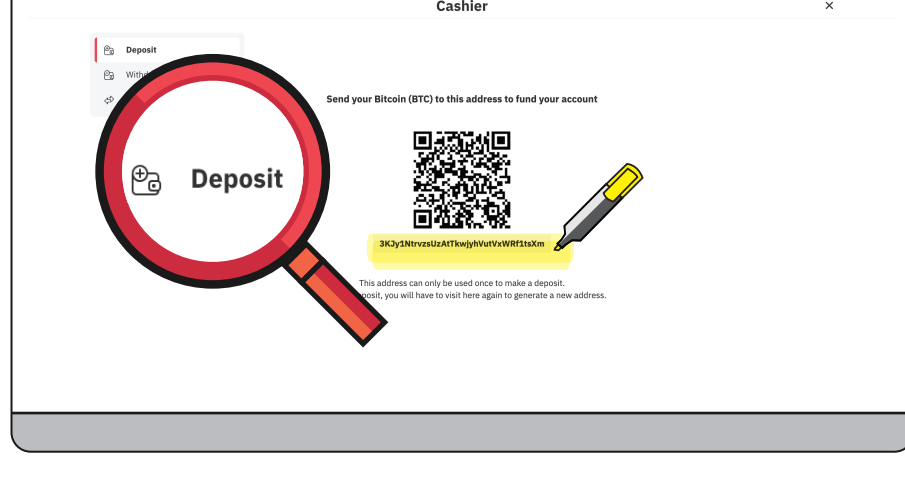 Cashier
Deposit
Send your Bitcoin (BTC) to this address to fund your account
Deposit
3KJy1NtrvzsUzAtTkwjyhVutVxWRf1tsXm
This address can only be used once to make a deposit.
you will have to visit here again to generate a new address.